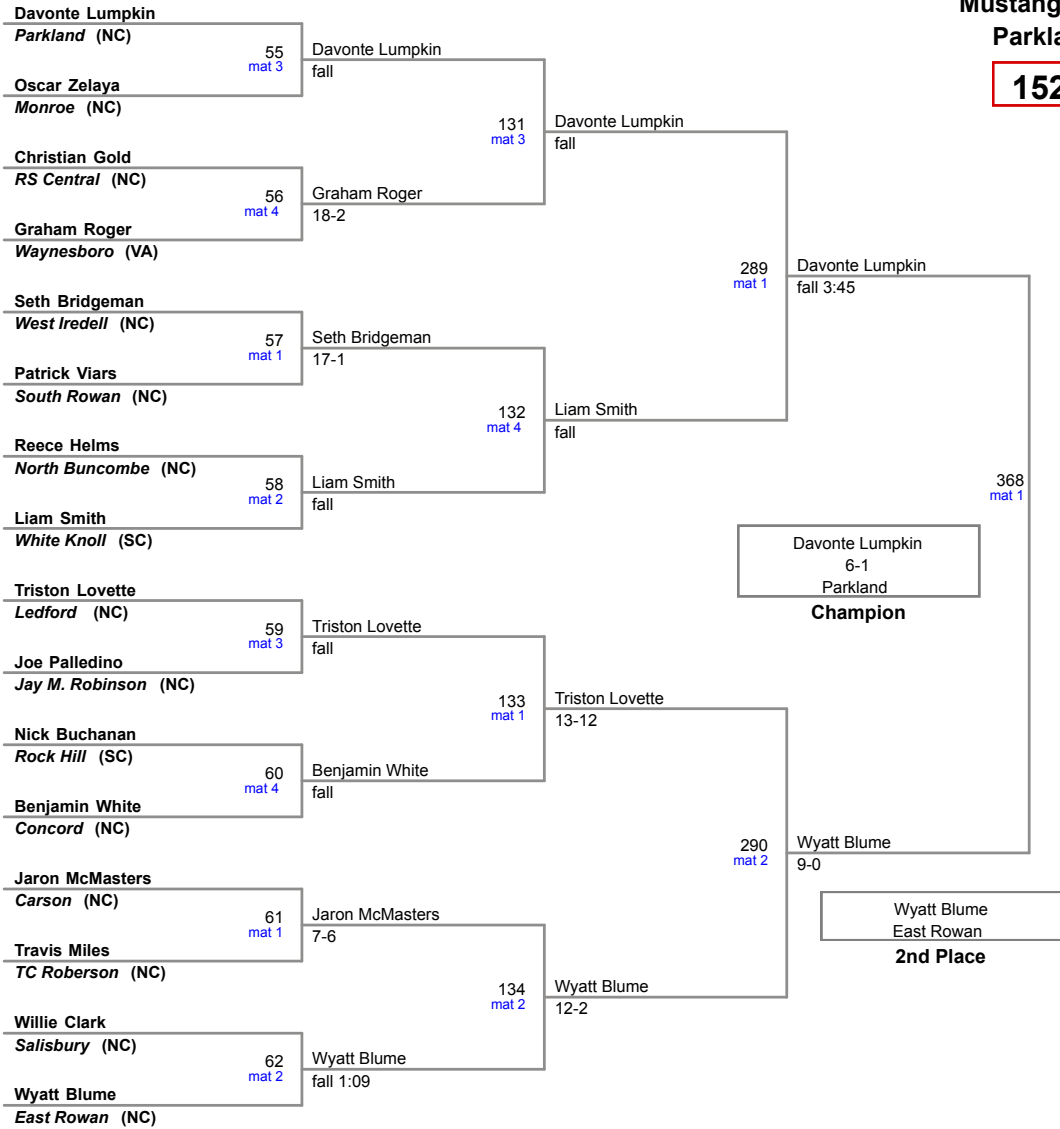 Mustang
Parkla
152
Davonte Lumpkin
Parkland (NC)
55
mat 3
Davonte Lumpkin
fall
Oscar Zelaya
Monroe (NC)
131
mat 3
Davonte Lumpkin
fall
Christian Gold
RS Central (NC)
56
mat 4
Graham Roger
18-2
Graham Roger
Waynesboro (VA)
289
mat 1
Davonte Lumpkin
fall 3:45
Seth Bridgeman
West Iredell (NC)
57
mat 1
Seth Bridgeman
17-1
Patrick Viars
South Rowan (NC)
132
mat 4
Liam Smith
fall
Reece Helms
North Buncombe (NC)
58
mat 2
Liam Smith
fall
Liam Smith
White Knoll (SC)
368
mat 1
Davonte Lumpkin
6-1
Parkland
Champion
Triston Lovette
Ledford (NC)
59
mat 3
Triston Lovette
fall
Joe Palledino
Jay M. Robinson (NC)
133
mat 1
Triston Lovette
13-12
Nick Buchanan
Rock Hill (SC)
60
mat 4
Benjamin White
fall
Benjamin White
Concord (NC)
290
mat 2
Wyatt Blume
9-0
Jaron McMasters
Carson (NC)
61
mat 1
Jaron McMasters
7-6
Travis Miles
TC Roberson (NC)
Wyatt Blume
East Rowan
2nd Place
134
mat 2
Wyatt Blume
12-2
Willie Clark
Salisbury (NC)
62
mat 2
Wyatt Blume
fall 1:09
Wyatt Blume
East Rowan (NC)